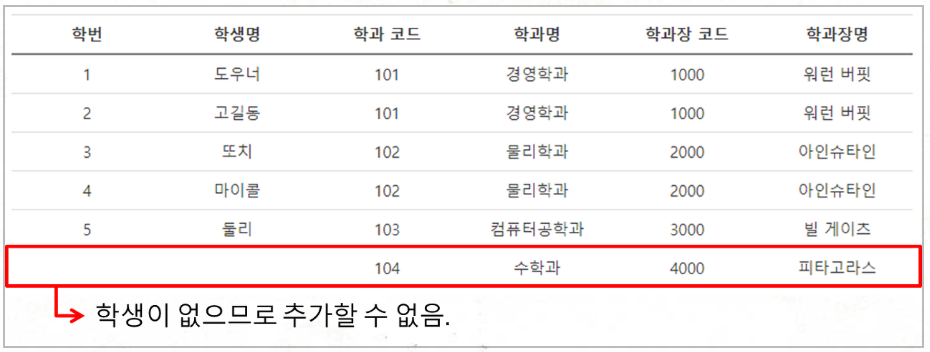 학번 학생명 학과 코드 학과명 학과장 코드 학과장명
1 도우너 101 경영학과 1000 워런 버핏
2 고길동 101 경영학과 1000 워런 버핏
3 또치 102 물리학과 2000 아인슈타인
4 마이콜 102 물리학과 2000 아인슈타인
5 둘리 103 컴퓨터공학과 3000 빌 게이츠
104 수학과 4000 피타고라스
학생이 없으므로 추가할 수 없음.